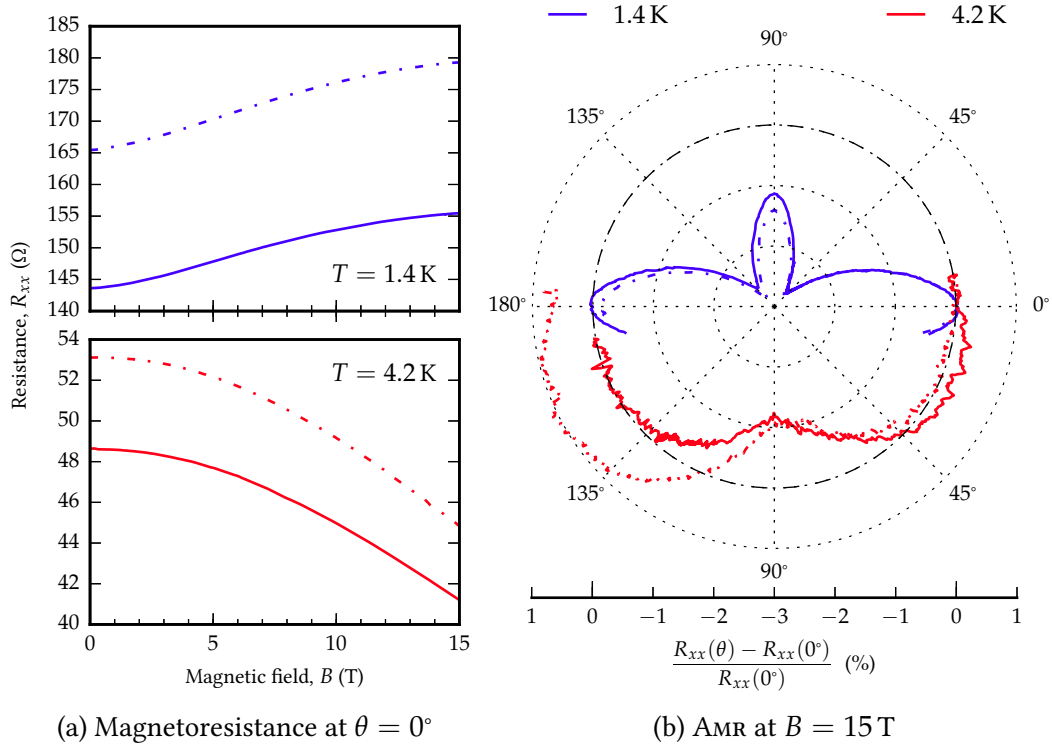 185
180
175
170
165
160
155
150
145
140
T = 1.4 K
54
52
50
48
46
44
42
40
T = 4.2 K
0
5
10
15
Resistance, Rxx (Ω)
Magnetic field, B (T)
(a) Magnetoresistance at θ = 0°
1.4 K
4.2 K
90°
135°
45°
180°
0°
135°
45°
90°
1 0 −1 −2 −3 −2 −1 0 1
Rxx(θ) − Rxx(0°)
Rxx(0°)
(%)
(b) AMR at B = 15 T